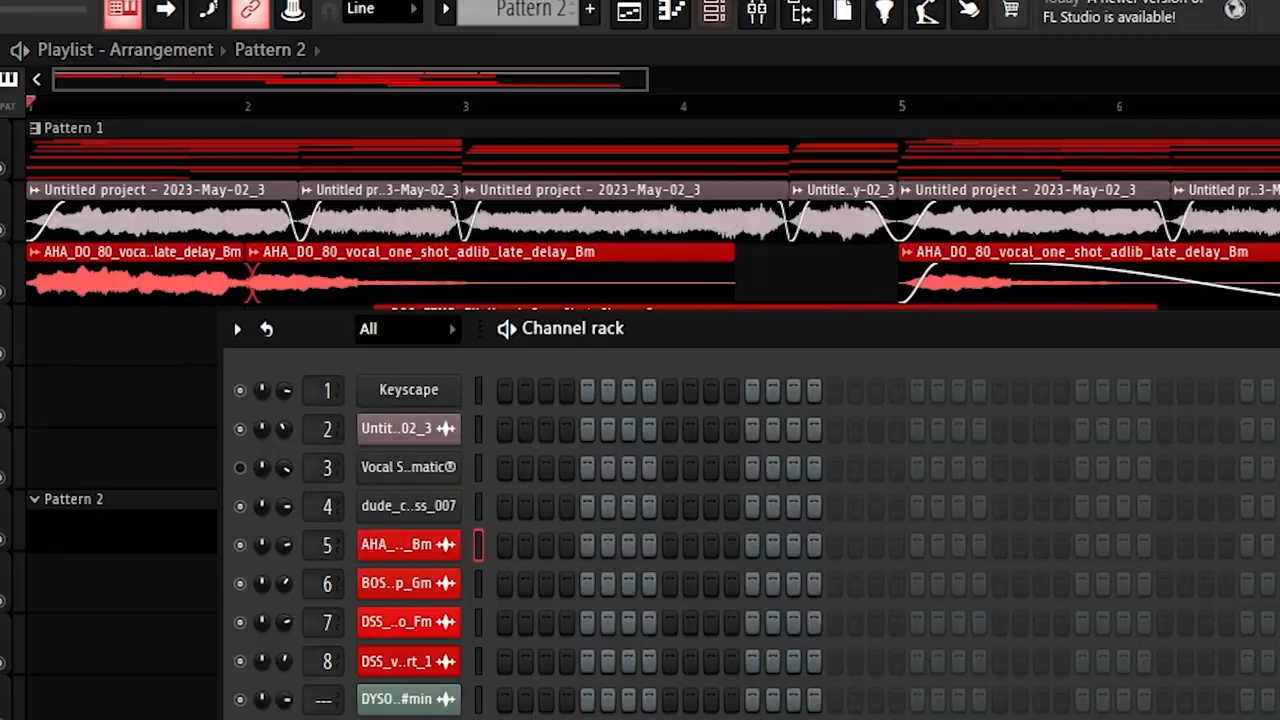 Line
Pattern 2
+
Today A newer version of
FL Studio is available!
Playlist - Arrangement
Pattern 2
PAT
2
3
4
5
6
Pattern 1
Untitled project - 2023-May-02_3
Untitled pr..3-May-02_3
Untitled project - 2023-May-02_3
Untitle..y-02_3
Untitled project - 2023-May-02_3
Untitled pr..3-M
AHA_DO_80_voca..late_delay_Bm
AHA_DO_80_vocal_one_shot_adlib_late_delay_Bm
AHA_DO_80_vocal_one_shot_adlib_late_delay_Bm
All
Channel rack
1
Keyscape
2
Untit..02_3
3
Vocal S..matic®
4
dude_c..ss_007
5
AHA_.._Bm
6
BOS..p_Gm
7
DSS_..o_Fm
8
DSS_v..rt_1
Pattern 2
---
DYSO..#min